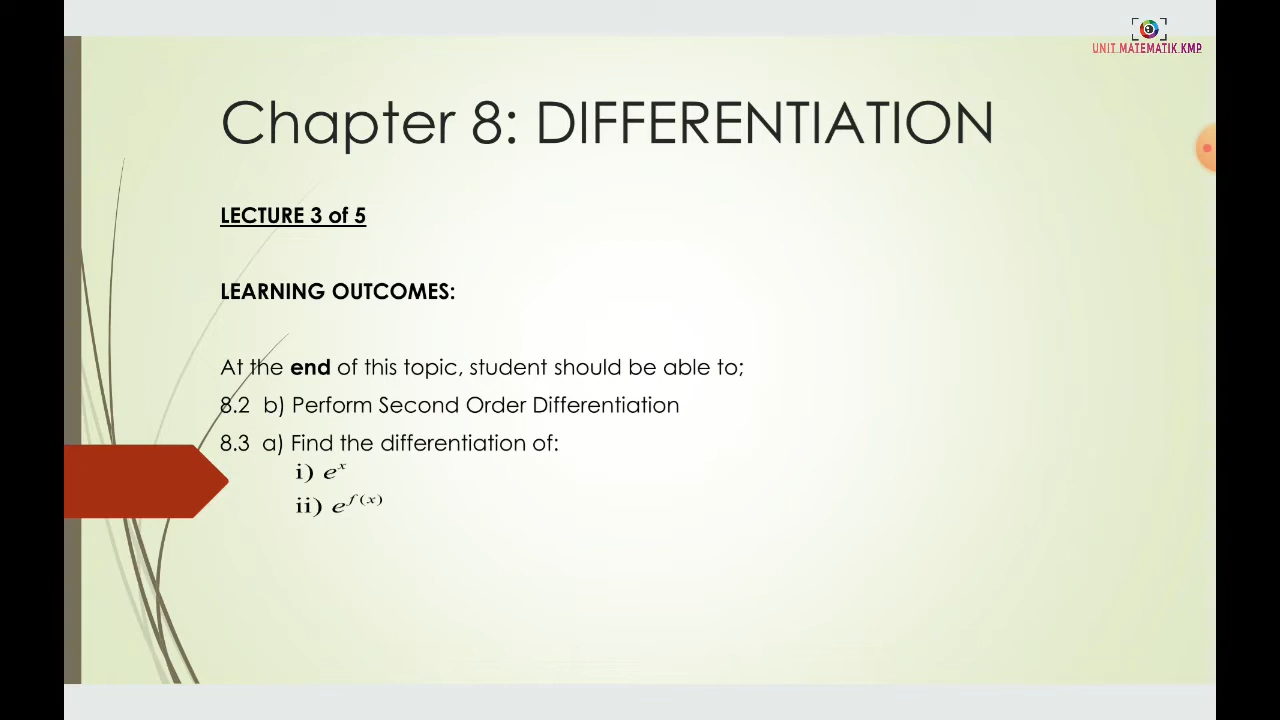 UNIT MATEMATIK.KMP
Chapter 8: DIFFERENTIATION
LECTURE 3 of 5
LEARNING OUTCOMES:
At the end of this topic, student should be able to;
8.2 b) Perform Second Order Differentiation
8.3 a) Find the differentiation of:
i) e^x
ii) e^f(x)